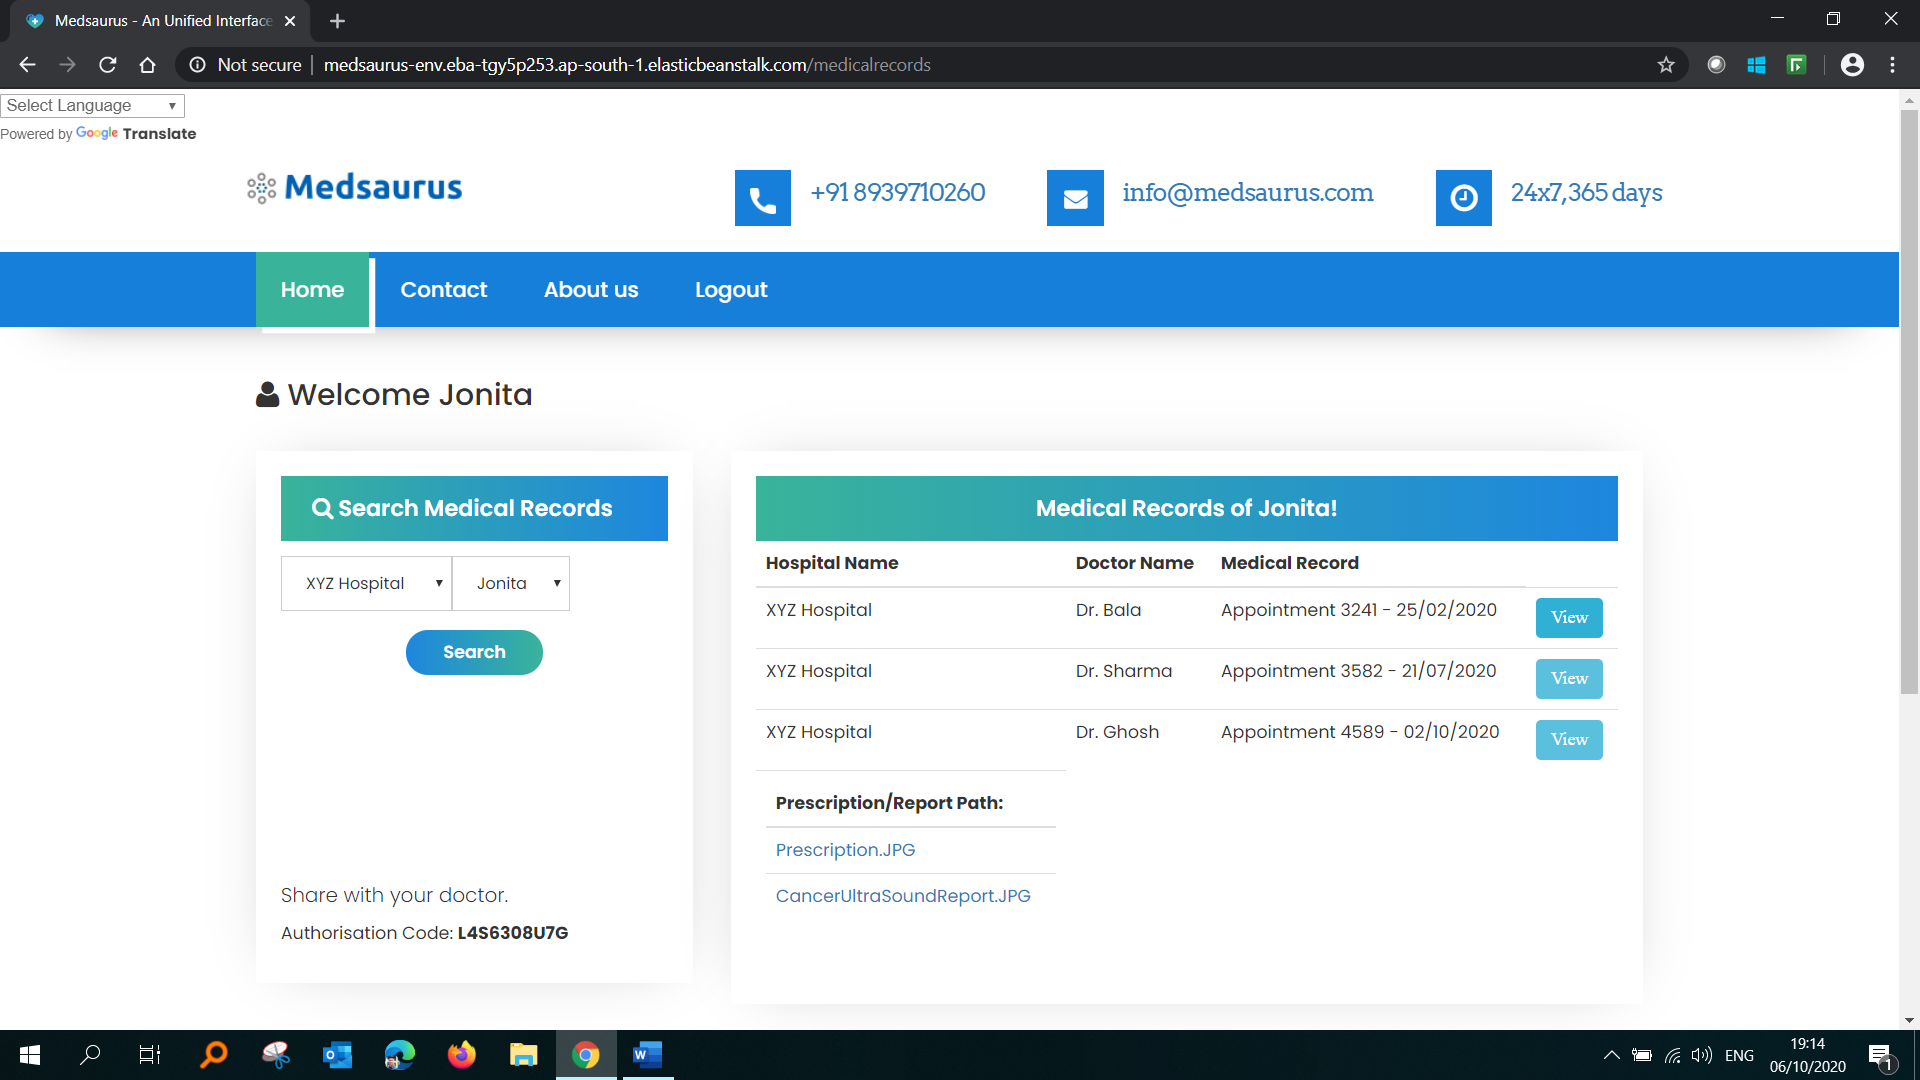 Medsaurus - An Unified Interface
Not secure medsaurus-env.eba-tgy5p253.ap-south-1.elasticbeanstalk.com/medicalrecords
Select Language
Powered by Google Translate
Medsaurus
+91 8939710260
info@medsaurus.com
24x7,365 days
Home Contact About us Logout
Welcome Jonita
Search Medical Records
XYZ Hospital Jonita
Search
Share with your doctor.
Authorisation Code: L4S6308U7G
Medical Records of Jonita!
Hospital Name Doctor Name Medical Record
XYZ Hospital Dr. Bala Appointment 3241 - 25/02/2020 View
XYZ Hospital Dr. Sharma Appointment 3582 - 21/07/2020 View
XYZ Hospital Dr. Ghosh Appointment 4589 - 02/10/2020 View
Prescription/Report Path:
Prescription.JPG
CancerUltraSoundReport.JPG
ENG
19:14
06/10/2020
1